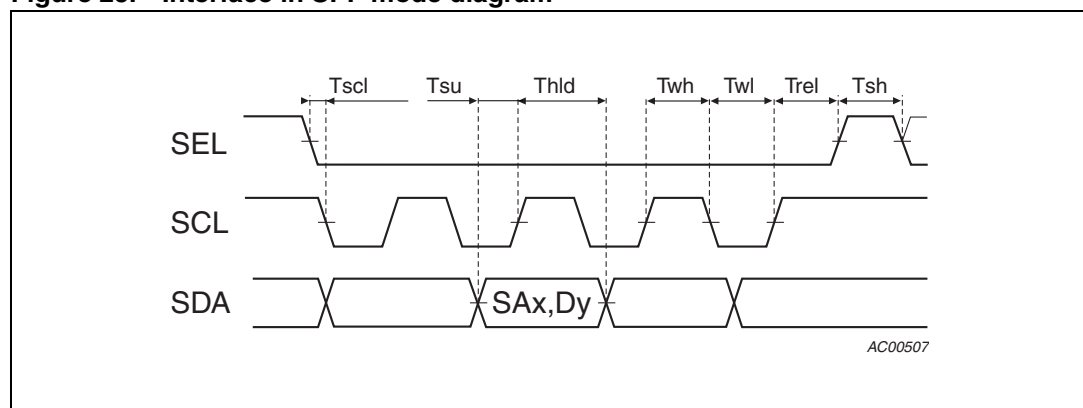 Figure Interface in SPI mode diagram
Tscl Tsu Thld Twh Twl Trel Tsh
SEL
SCL
SDA SAx,Dy
AC00507